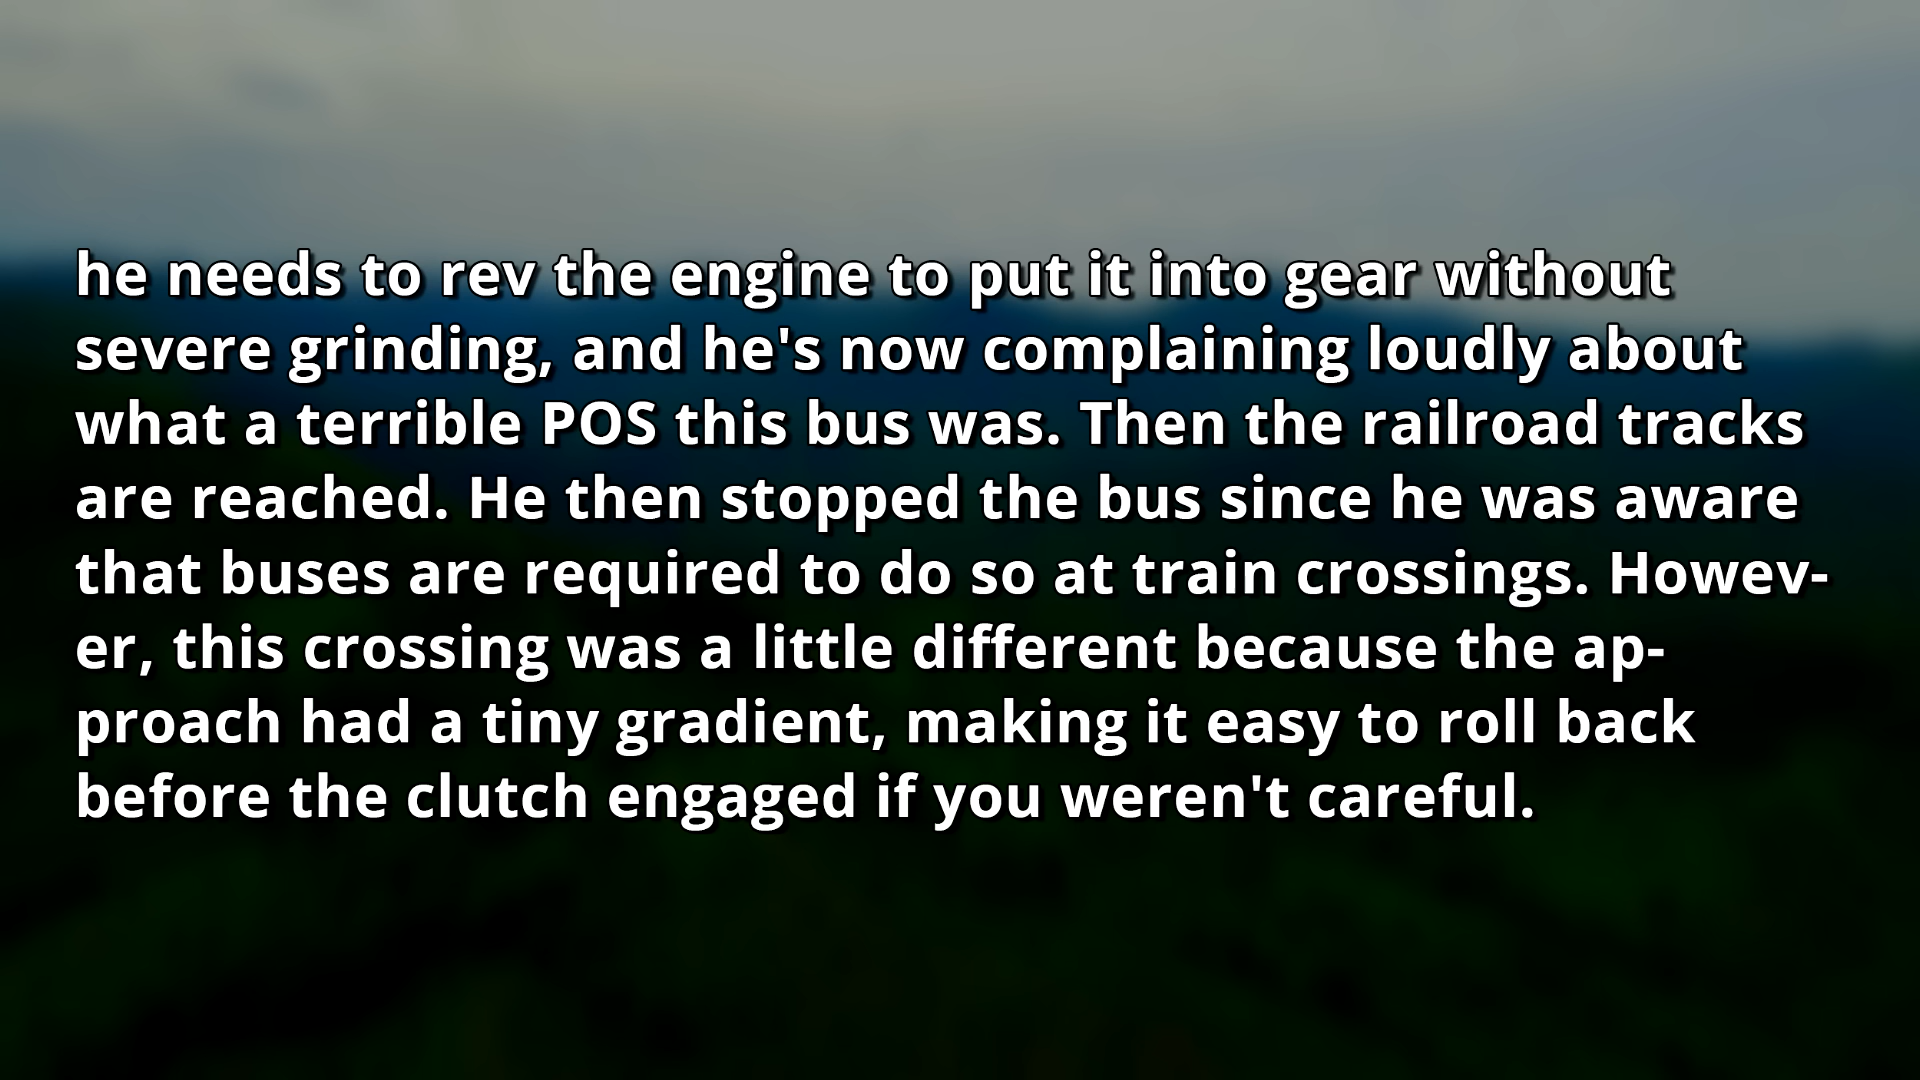 he needs to rev the engine to put it into gear without
severe grinding, and he's now complaining loudly about
what a terrible POS this bus was. Then the railroad tracks
are reached. He then stopped the bus since he was aware
that buses are required to do so at train crossings. Howev-
er, this crossing was a little different because the ap-
proach had a tiny gradient, making it easy to roll back
before the clutch engaged if you weren't careful.